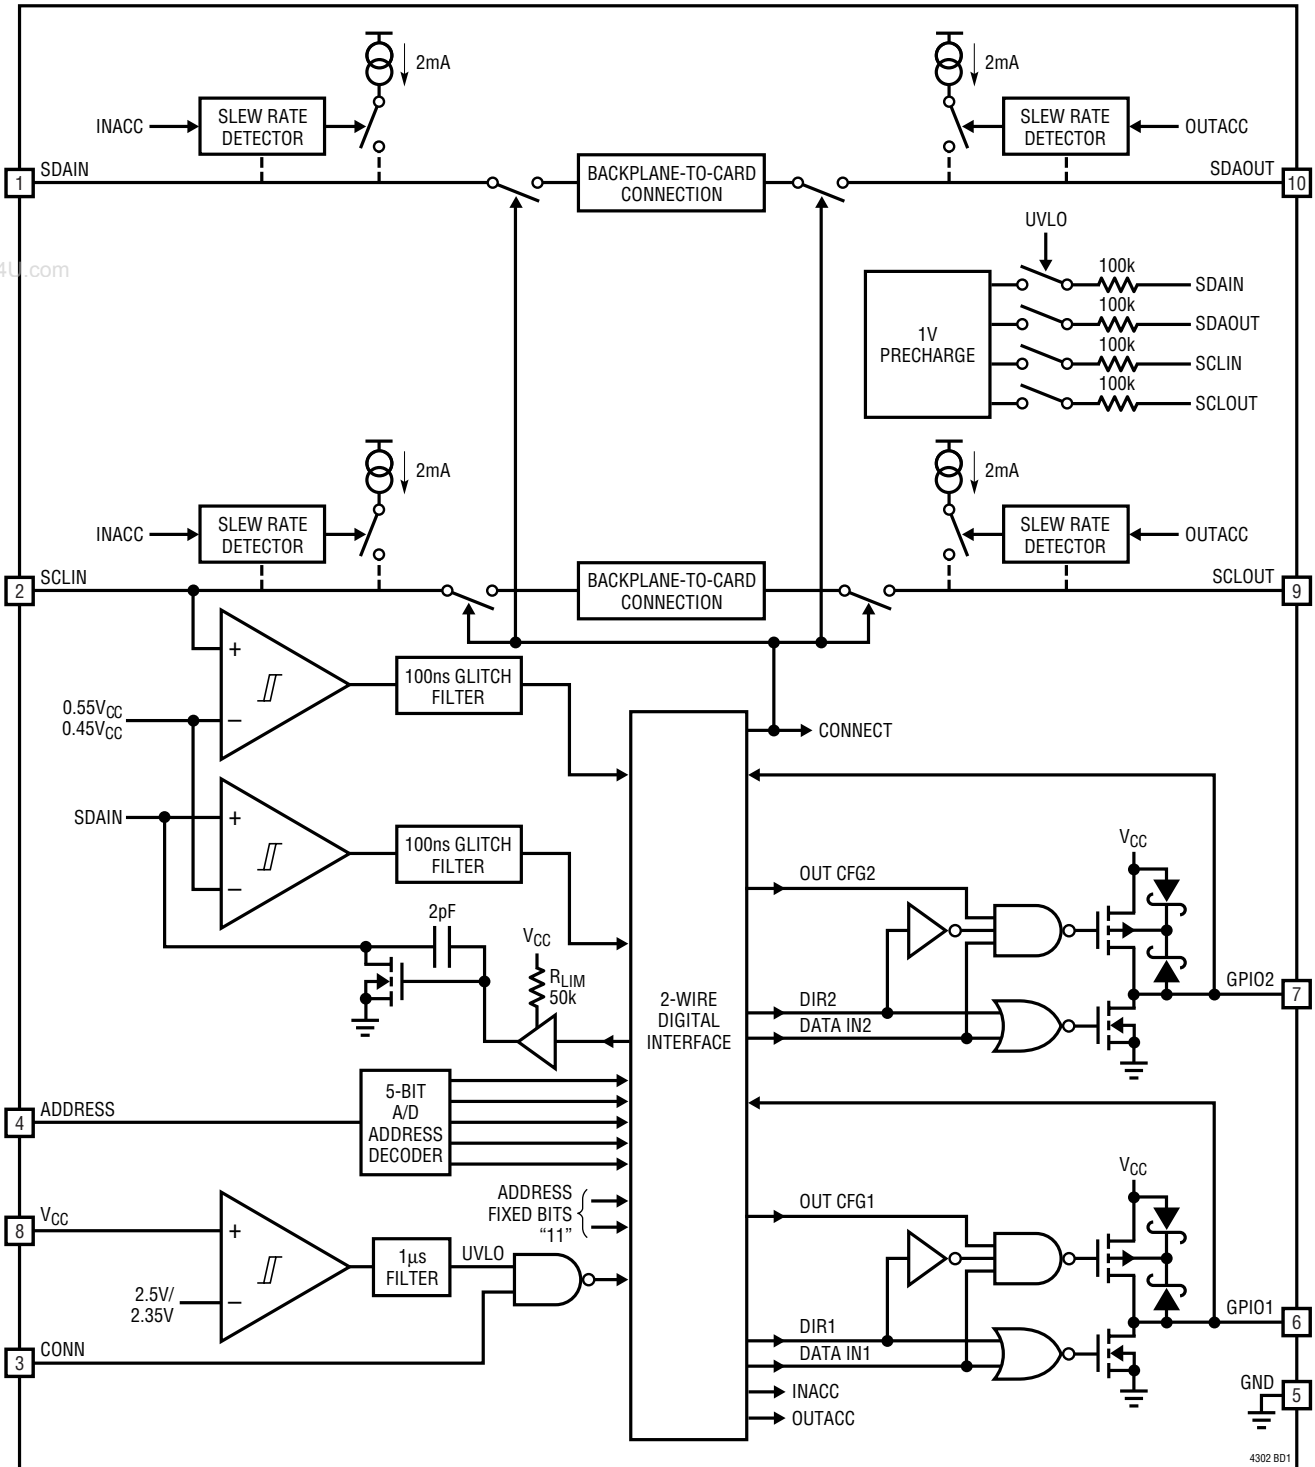 2mA
2mA
INACC
SLEW RATE
DETECTOR
SLEW RATE
DETECTOR
OUTACC
SDAIN
1
BACKPLANE-TO-CARD
CONNECTION
SDAOUT
10
4U.com
UVLO
1V
PRECHARGE
100k
SDAIN
100k
SDAOUT
100k
SCLIN
100k
SCLOUT
2mA
2mA
INACC
SLEW RATE
DETECTOR
SLEW RATE
DETECTOR
OUTACC
SCLIN
2
BACKPLANE-TO-CARD
CONNECTION
SCLOUT
9
+
100ns GLITCH
FILTER
0.55VCC
0.45VCC
−
CONNECT
SDAIN
+
100ns GLITCH
FILTER
−
2pF
VCC
RLIM
50k
2-WIRE
DIGITAL
INTERFACE
OUT CFG2
VCC
DIR2
DATA IN2
GPIO2
7
5-BIT
A/D
ADDRESS
DECODER
ADDRESS
4
ADDRESS
FIXED BITS
“11”
VCC
8
+
1µs
FILTER
UVLO
2.5V/
2.35V
−
CONN
3
OUT CFG1
VCC
DIR1
DATA IN1
GPIO1
6
INACC
OUTACC
GND
5
4302 BD1